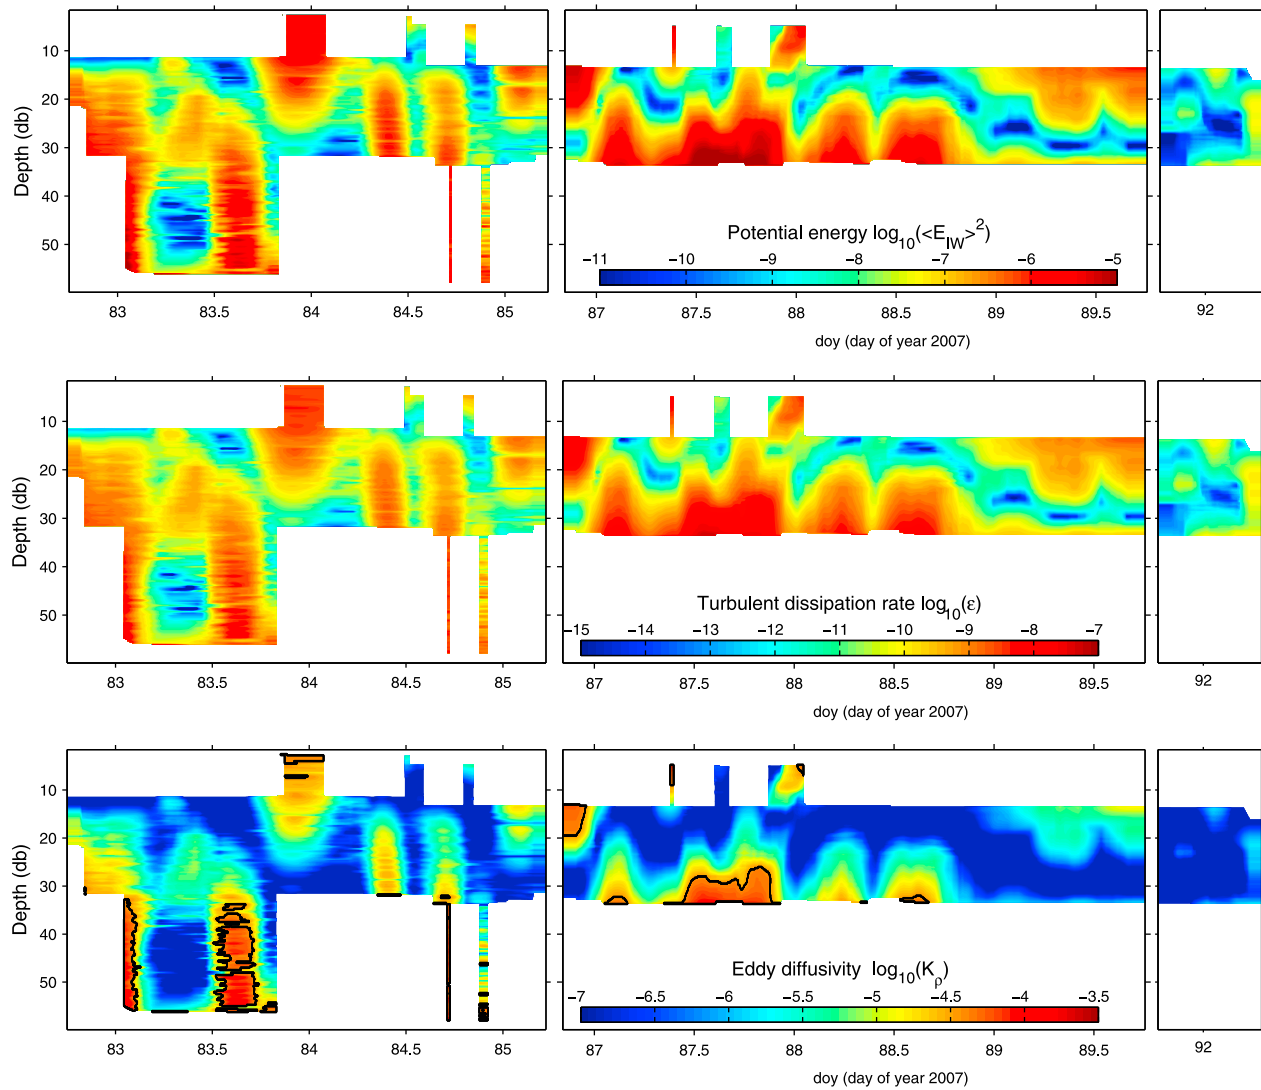 Depth (db)
10
20
30
40
50
Potential energy log10(<E_IW>^2)
−11 −10 −9 −8 −7 −6 −5
83 83.5 84 84.5 85 87 87.5 88 88.5 89 89.5 92
doy (day of year 2007)
Depth (db)
10
20
30
40
50
Turbulent dissipation rate log10(ε)
−15 −14 −13 −12 −11 −10 −9 −8 −7
83 83.5 84 84.5 85 87 87.5 88 88.5 89 89.5 92
doy (day of year 2007)
Depth (db)
10
20
30
40
50
Eddy diffusivity log10(Kρ)
−7 −6.5 −6 −5.5 −5 −4.5 −4 −3.5
83 83.5 84 84.5 85 87 87.5 88 88.5 89 89.5 92
doy (day of year 2007)